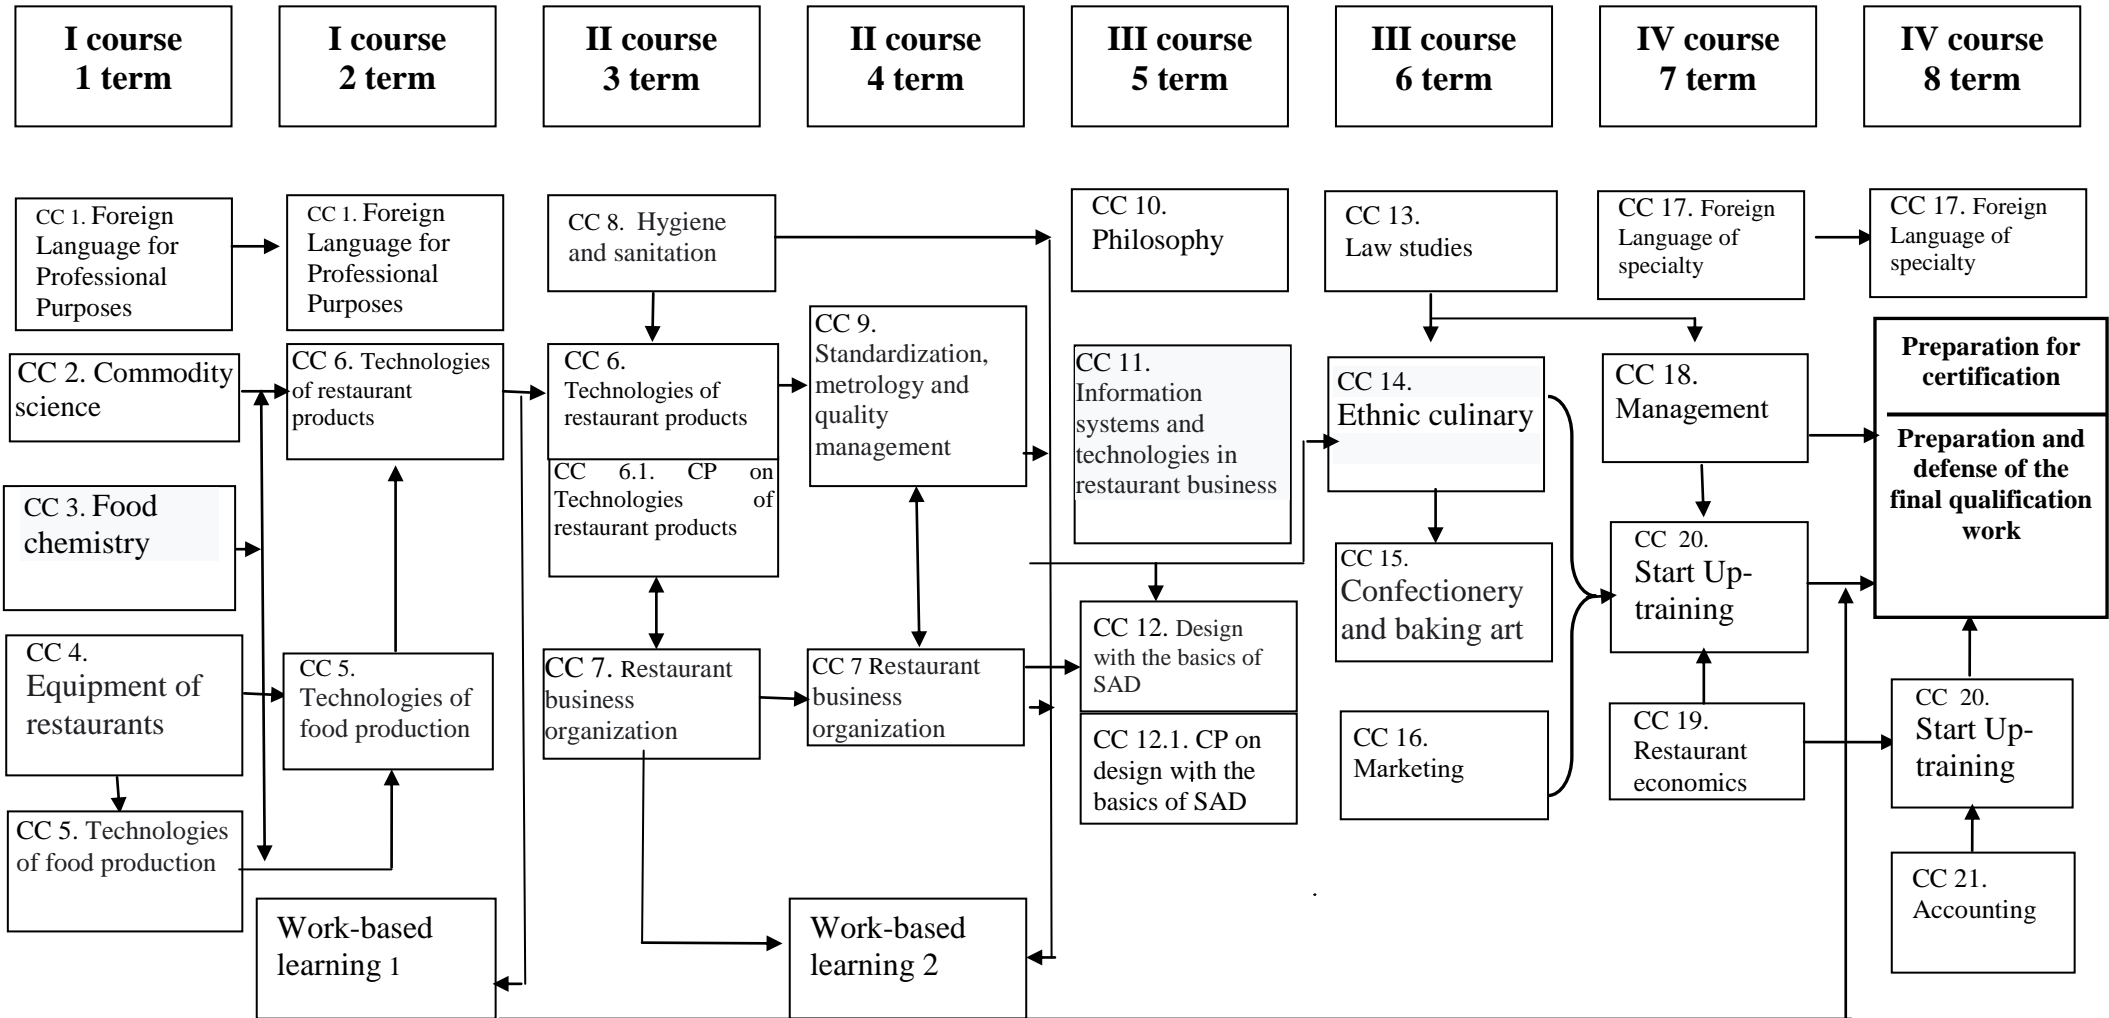 I course
1 term
I course
2 term
II course
3 term
II course
4 term
III course
5 term
III course
6 term
IV course
7 term
IV course
8 term
CC 1. Foreign
Language for
Professional
Purposes
CC 2. Commodity
science
CC 3. Food
chemistry
CC 4.
Equipment of
restaurants
CC 5. Technologies
of food production
CC 1. Foreign
Language for
Professional
Purposes
CC 6. Technologies
of restaurant
products
CC 5.
Technologies of
food production
Work-based
learning 1
CC 8. Hygiene
and sanitation
CC 6.
Technologies of
restaurant products
CC 6.1. CP on
Technologies of
restaurant products
CC 7. Restaurant
business
organization
CC 9.
Standardization,
metrology and
quality
management
CC 7 Restaurant
business
organization
Work-based
learning 2
CC 10.
Philosophy
CC 11.
Information
systems and
technologies in
restaurant business
CC 12. Design
with the basics of
SAD
CC 12.1. CP on
design with the
basics of SAD
CC 13.
Law studies
CC 14.
Ethnic culinary
CC 15.
Confectionery
and baking art
CC 16.
Marketing
CC 17. Foreign
Language of
specialty
CC 18.
Management
CC 20.
Start Up-
training
CC 19.
Restaurant
economics
CC 17. Foreign
Language of
specialty
Preparation for
certification
Preparation and
defense of the
final qualification
work
CC 20.
Start Up-
training
CC 21.
Accounting